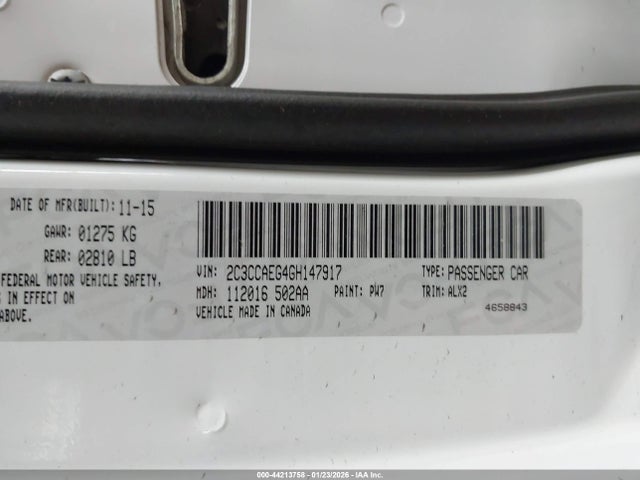 DATE OF MFR(BUILT): 11-15
GAWR: 01275 KG
REAR: 02810 LB
FEDERAL MOTOR VEHICLE SAFETY,
IN EFFECT ON
ABOVE.
VIN: 2C3CCAEG4GH147917
TYPE: PASSENGER CAR
MDH: 112016 502AA
PAINT: PW7
TRIM: ALX2
VEHICLE MADE IN CANADA
4658843
000-44213758 - 01/23/2026 - IAA Inc.